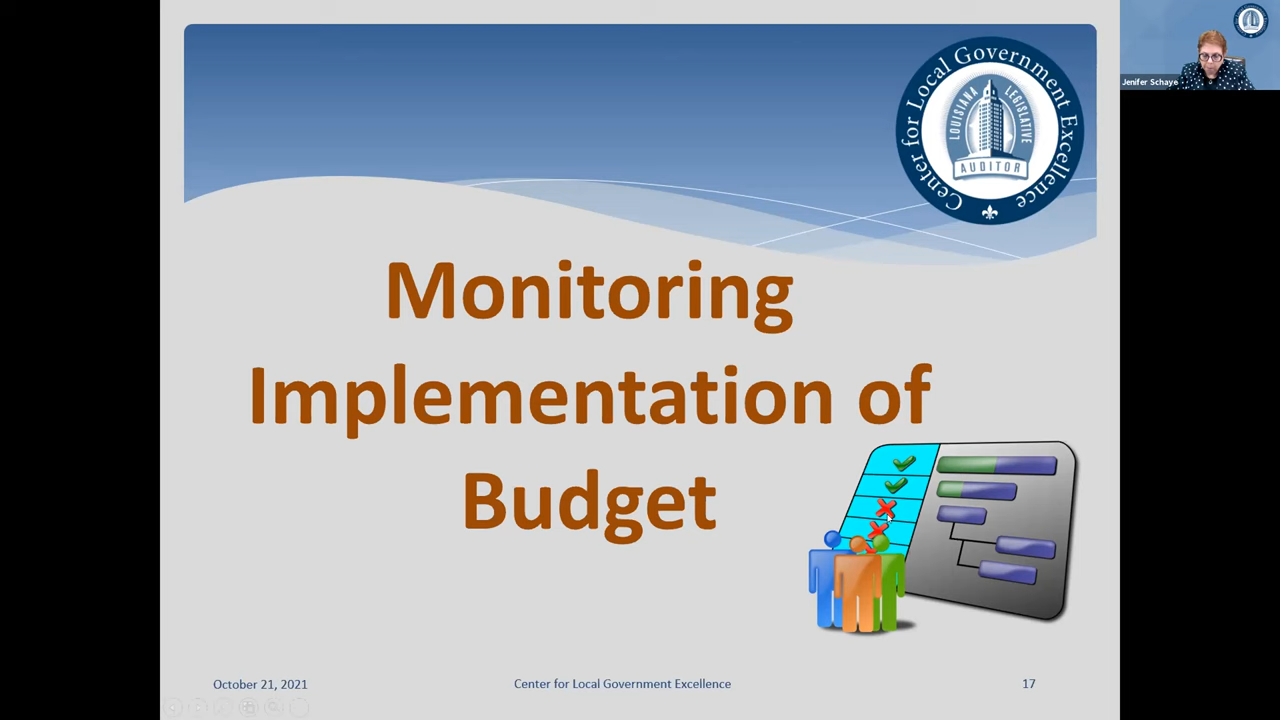 Center for Local Government Excellence
LOUISIANA LEGISLATIVE
AUDITOR
Jenifer Schaye
Monitoring
Implementation of
Budget
October 21, 2021
Center for Local Government Excellence
17